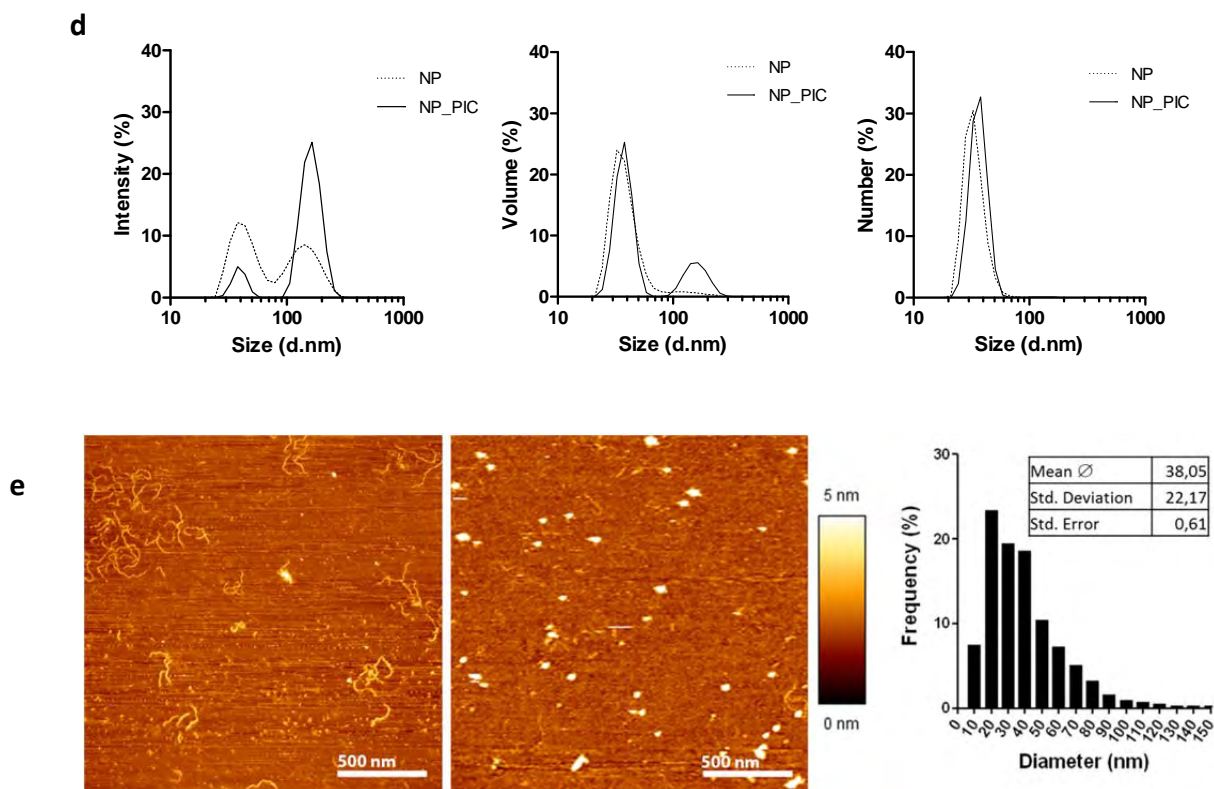 d
40
30
20
10
0
10
100
1000
Intensity (%)
Size (d.nm)
NP
NP_PIC
40
30
20
10
0
10
100
1000
Volume (%)
Size (d.nm)
NP
NP_PIC
40
30
20
10
0
10
100
1000
Number (%)
Size (d.nm)
NP
NP_PIC
e
500 nm
500 nm
5 nm
0 nm
30
20
10
0
Frequency (%)
Mean ∅ 38,05
Std. Deviation 22,17
Std. Error 0,61
0
10
20
30
40
50
60
70
80
90
100
110
120
130
140
150
Diameter (nm)